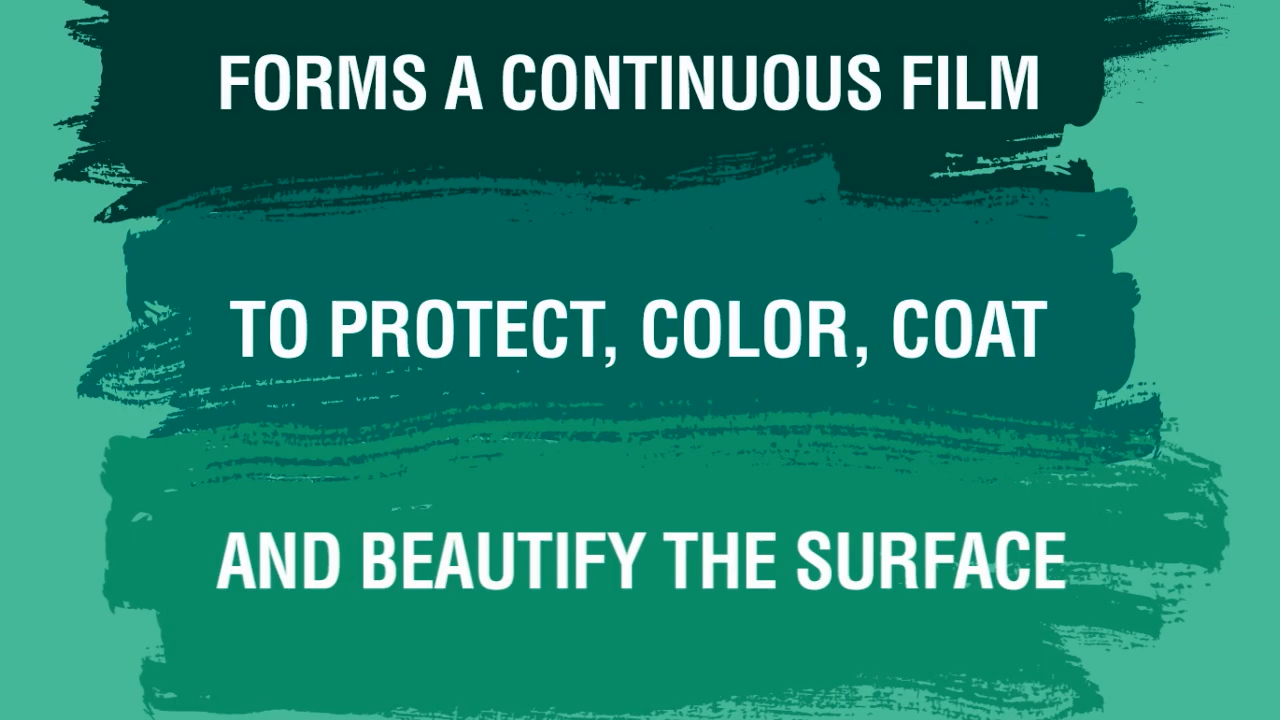 FORMS A CONTINUOUS FILM
TO PROTECT, COLOR, COAT
AND BEAUTIFY THE SURFACE